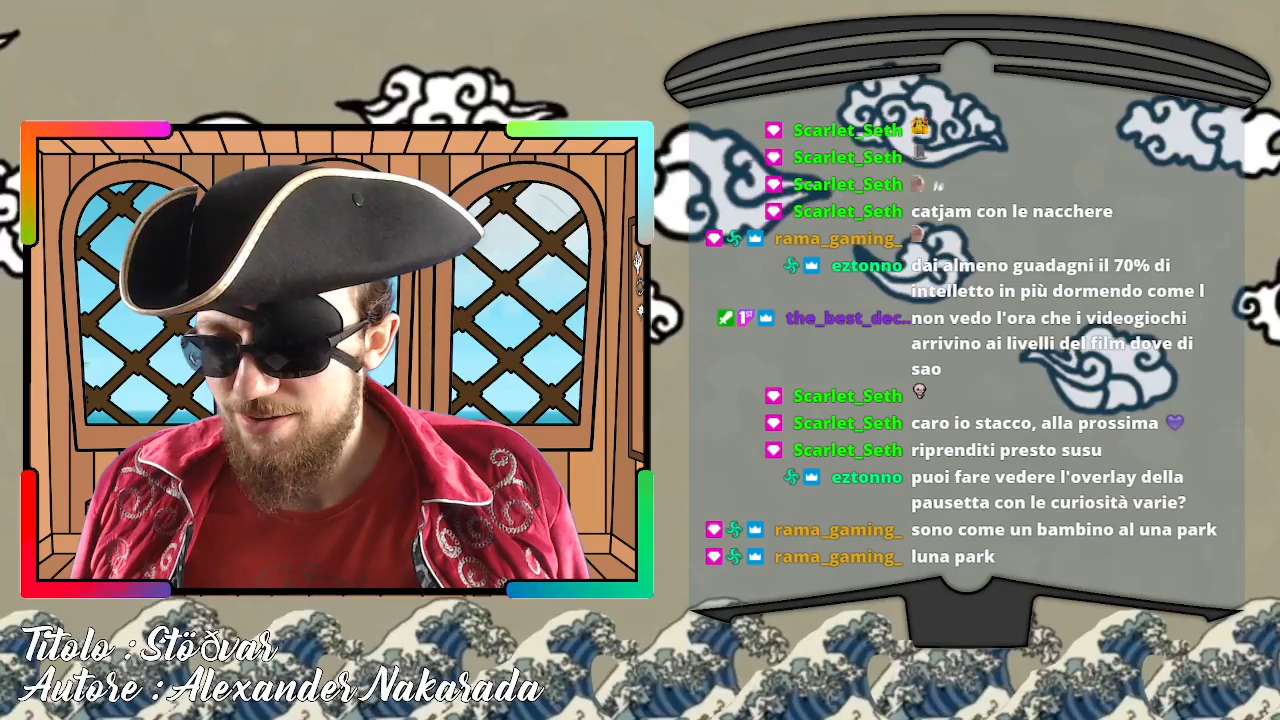 Scarlet_Seth
Scarlet_Seth
Scarlet_Seth
Scarlet_Seth catjam con le nacchere
rama_gaming_
eztonno dai almeno guadagni il 70% di
intelletto in più dormendo come l
the_best_dec.. non vedo l'ora che i videogiochi
arrivino ai livelli del film dove di
sao
Scarlet_Seth
Scarlet_Seth caro io stacco, alla prossima 💜
Scarlet_Seth riprenditi presto susu
eztonno puoi fare vedere l'overlay della
pausetta con le curiosità varie?
rama_gaming_ sono come un bambino al una park
rama_gaming_ luna park
Titolo : Stöðvar
Autore : Alexander Nakarada